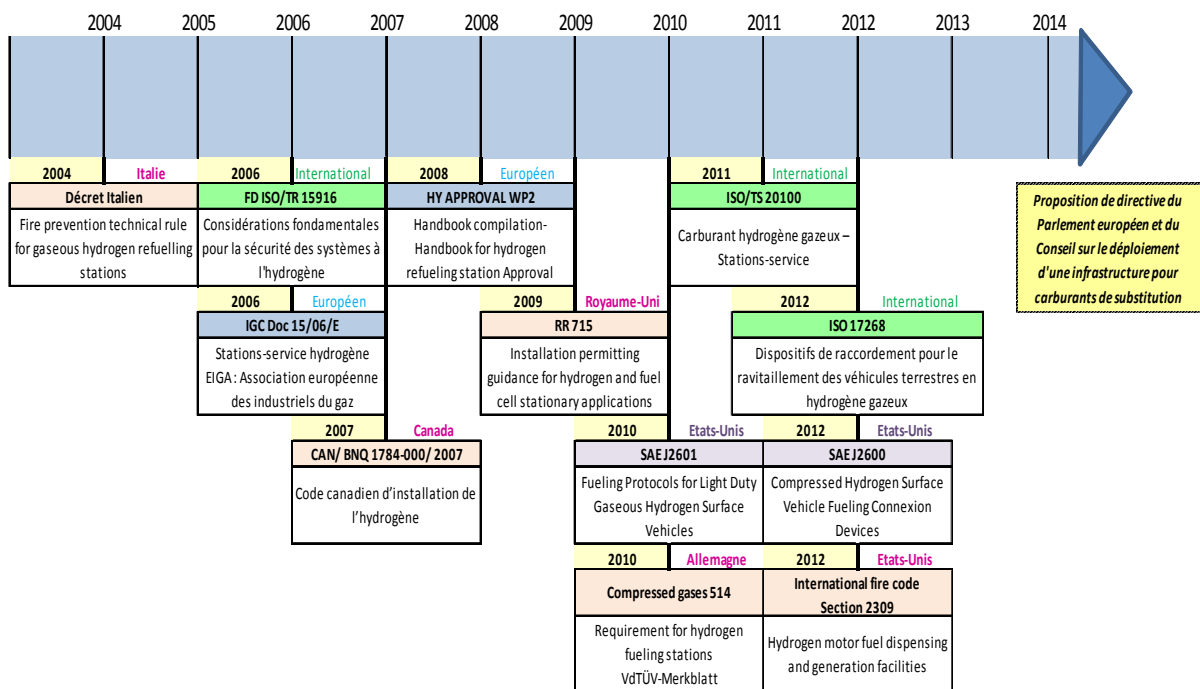 2004 2005 2006 2007 2008 2009 2010 2011 2012 2013 2014
2004 Italie
Décret Italien
Fire prevention technical rule
for gaseous hydrogen refuelling
stations
2006 International
FD ISO/TR 15916
Considérations fondamentales
pour la sécurité des systèmes à
l'hydrogène
2008 Européen
HY APPROVAL WP2
Handbook compilation-
Handbook for hydrogen
refueling station Approval
2011 International
ISO/TS 20100
Carburant hydrogène gazeux –
Stations-service
Proposition de directive du
Parlement européen et du
Conseil sur le déploiement
d'une infrastructure pour
carburants de substitution
2006 Européen
IGC Doc 15/06/E
Stations-service hydrogène
EIGA : Association européenne
des industriels du gaz
2009 Royaume-Uni
RR 715
Installation permitting
guidance for hydrogen and fuel
cell stationary applications
2012 International
ISO 17268
Dispositifs de raccordement pour le
ravitaillement des véhicules terrestres en
hydrogène gazeux
2007 Canada
CAN/ BNQ 1784-000/ 2007
Code canadien d’installation de
l’hydrogène
2010 Etats-Unis
SAE J2601
Fueling Protocols for Light Duty
Gaseous Hydrogen Surface
Vehicles
2012 Etats-Unis
SAE J2600
Compressed Hydrogen Surface
Vehicle Fueling Connexion
Devices
2010 Allemagne
Compressed gases 514
Requirement for hydrogen
fueling stations
VdTÜV-Merkblatt
2012 Etats-Unis
International fire code
Section 2309
Hydrogen motor fuel dispensing
and generation facilities